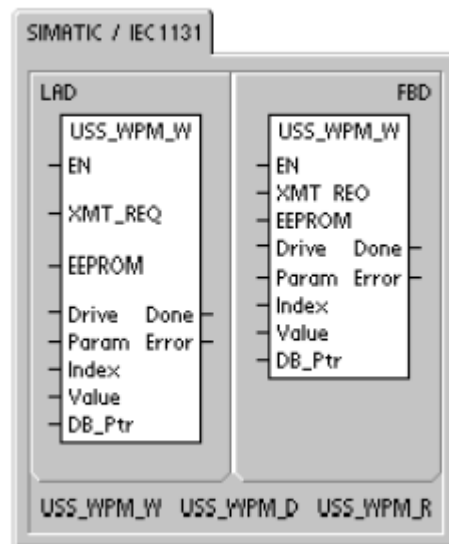 SIMATIC / IEC1131
LAD
USS_WPM_W
EN
XMT_REQ
EEPROM
Drive Done
Param Error
Index
Value
DB_Ptr
FBD
USS_WPM_W
EN
XMT REQ
EEPROM
Drive Done
Param Error
Index
Value
DB_Ptr
USS_WPM_W USS_WPM_D USS_WPM_R